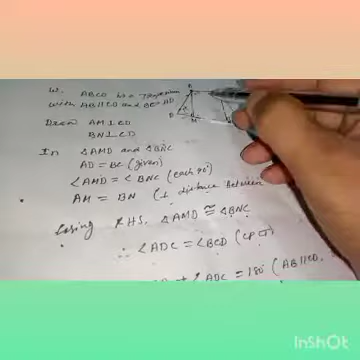 ABCD is a Trapezium
with AB||CD and BC=AD
Draw AM⊥CD
BN⊥CD
A
D M
In △AMD and △BNC
AD = BC (given)
∠AMD = ∠BNC (each 90°)
AM = BN (⊥ distance Between
Using RHS. △AMD ≅ △BNC
∴ ∠ADC = ∠BCD (CPCT)
+ ∠ADC = 180° (AB||CD,
InShOt